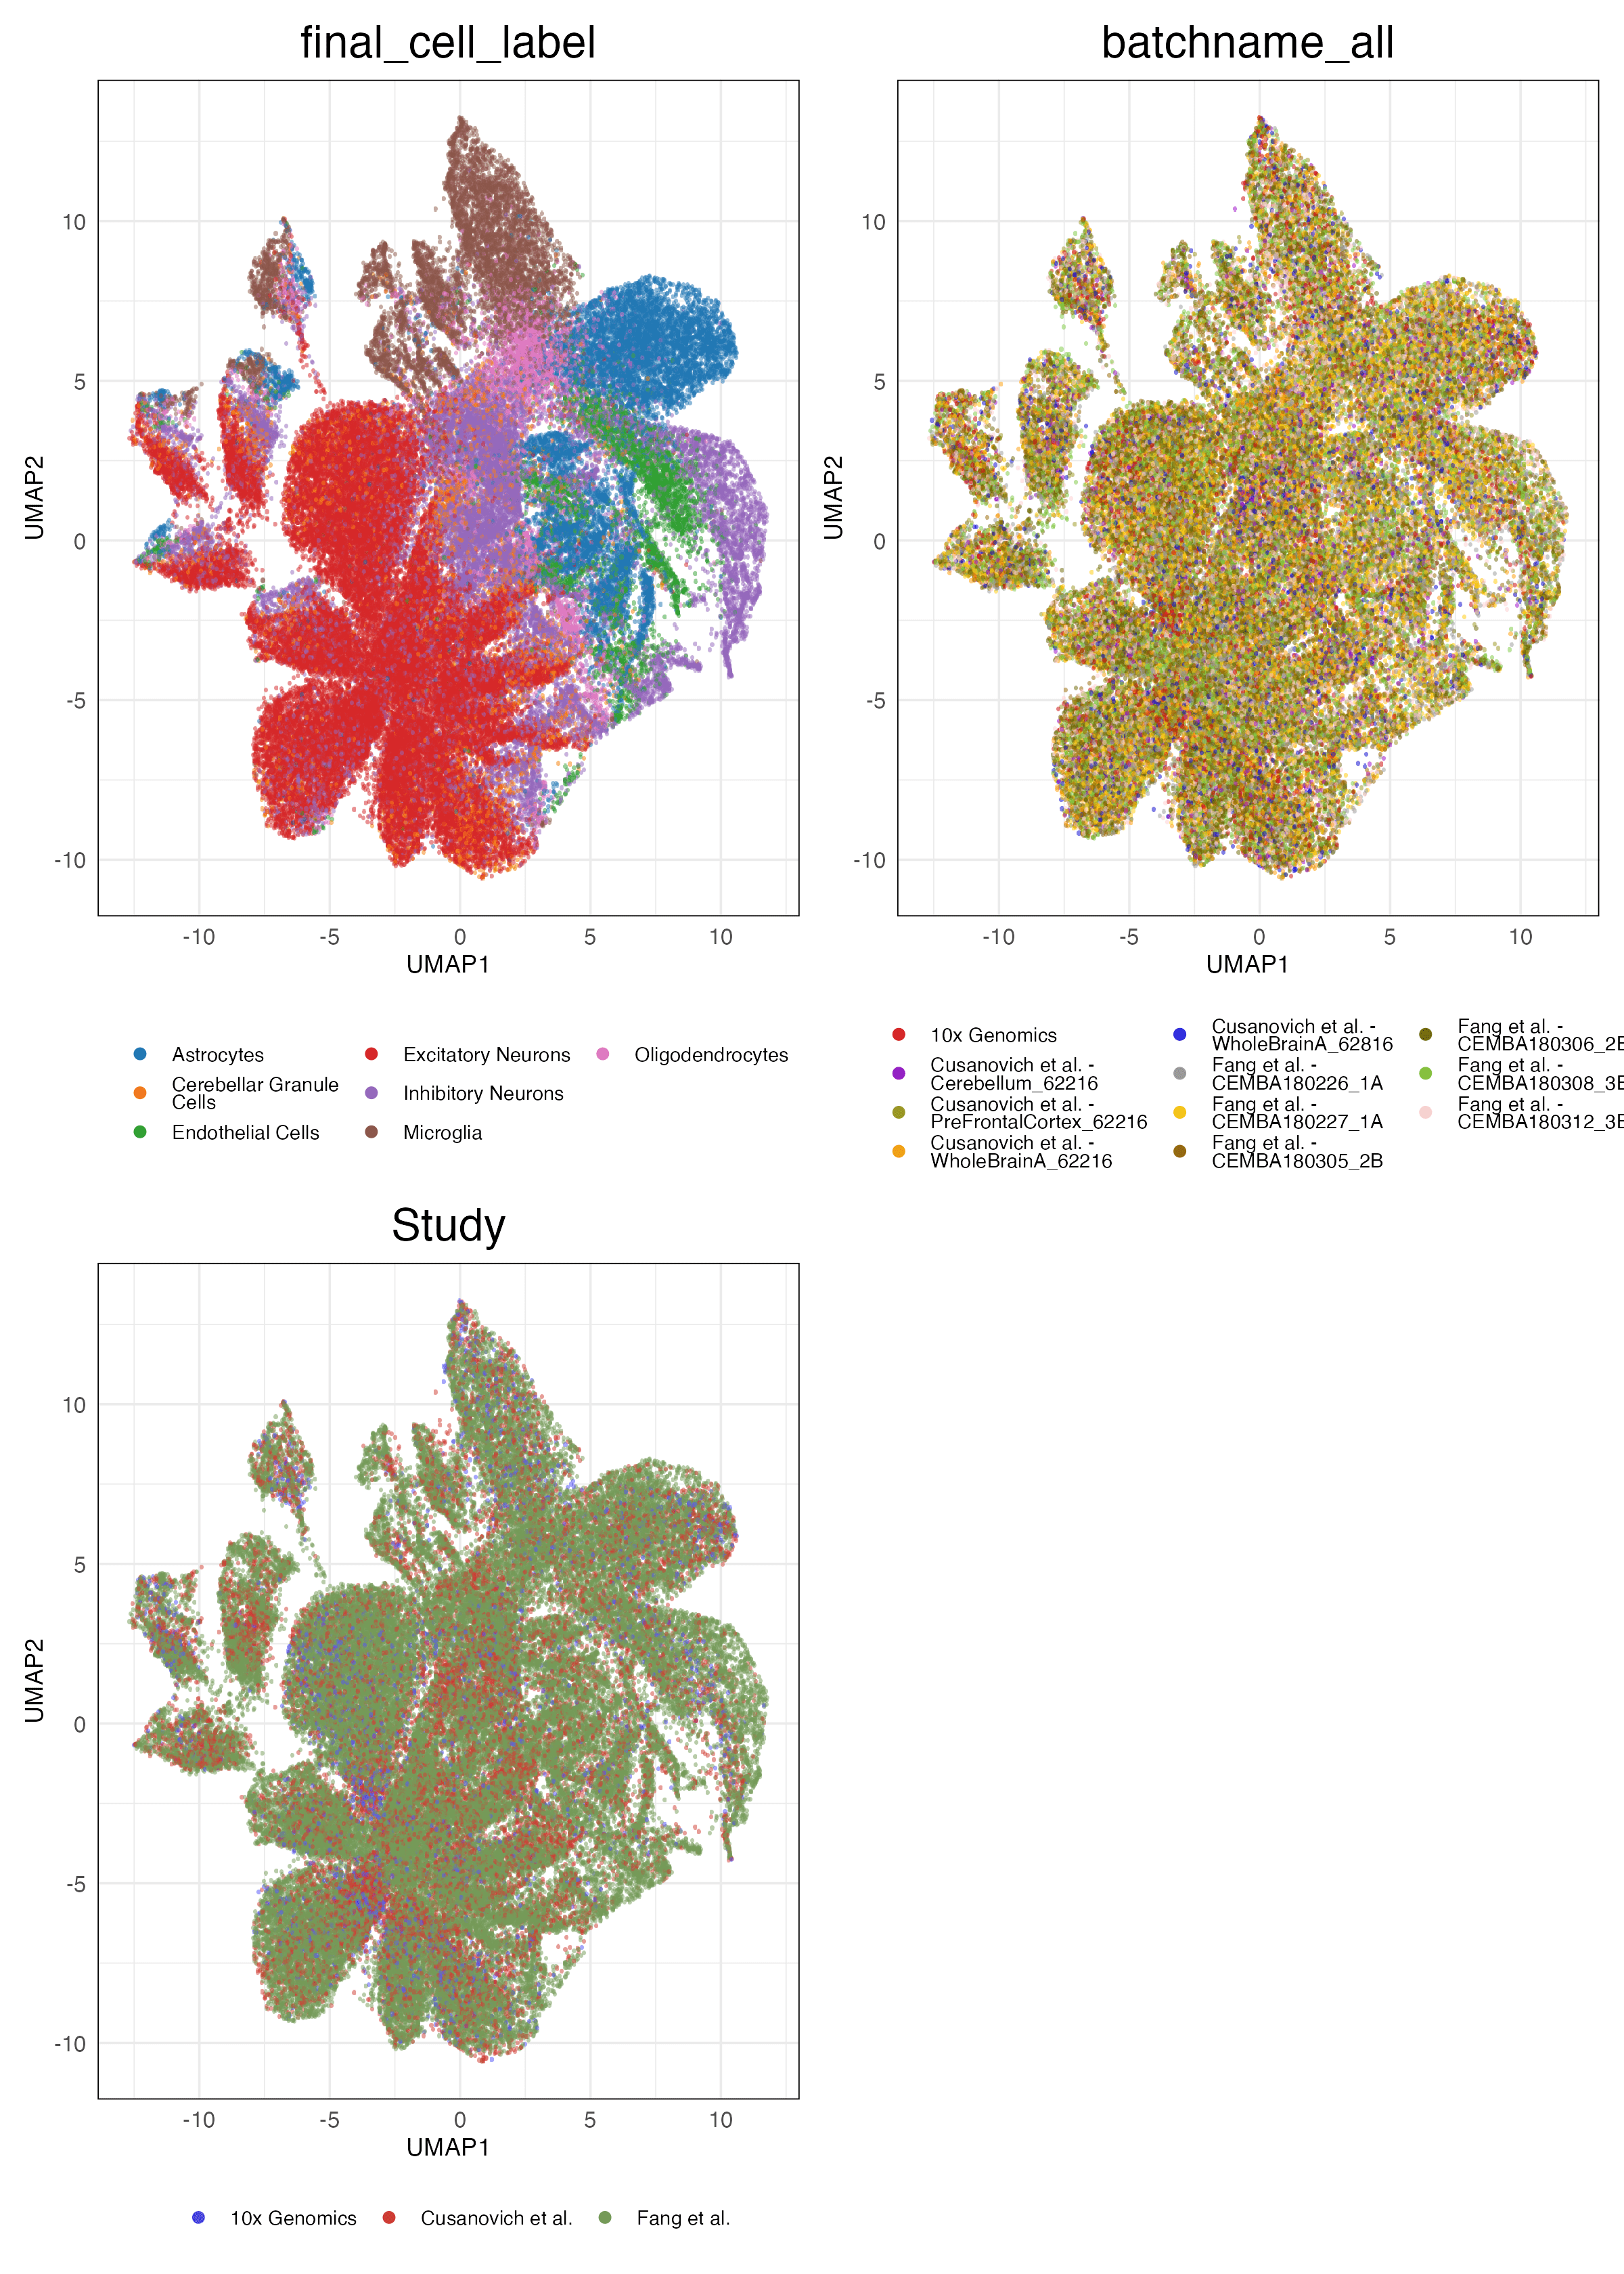 final_cell_label
batchname_all
10
5
0
-5
-10
UMAP2
-10
-5
0
5
10
UMAP1
10
5
0
-5
-10
UMAP2
-10
-5
0
5
10
UMAP1
Astrocytes
Cerebellar Granule
Cells
Endothelial Cells
Excitatory Neurons
Inhibitory Neurons
Microglia
Oligodendrocytes
10x Genomics
Cusanovich et al. -
Cerebellum_62216
Cusanovich et al. -
PreFrontalCortex_62216
Cusanovich et al. -
WholeBrainA_62216
Cusanovich et al. -
WholeBrainA_62816
Fang et al. -
CEMBA180226_1A
Fang et al. -
CEMBA180227_1A
Fang et al. -
CEMBA180305_2B
Fang et al. -
CEMBA180306_2
Fang et al. -
CEMBA180308_3
Fang et al. -
CEMBA180312_3
Study
10
5
0
-5
-10
UMAP2
-10
-5
0
5
10
UMAP1
10x Genomics
Cusanovich et al.
Fang et al.